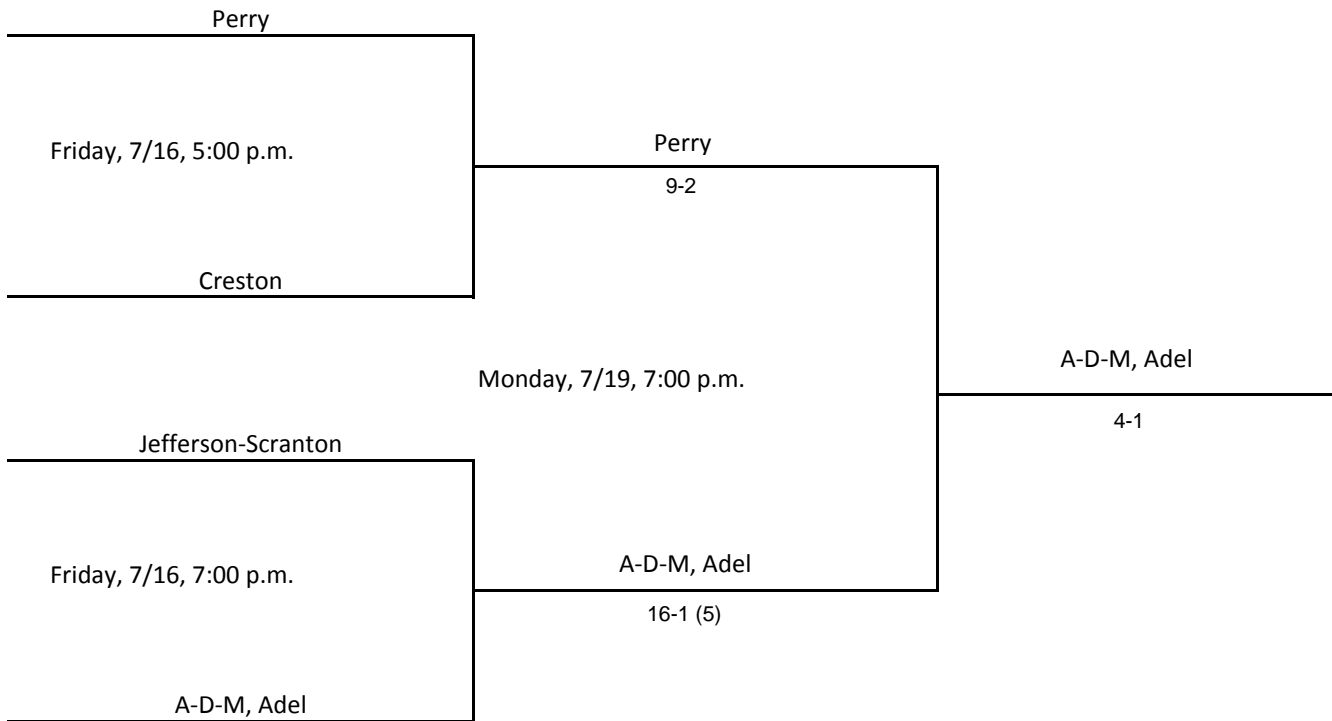 Perry
Friday, 7/16, 5:00 p.m.
Perry
9-2
Creston
Monday, 7/19, 7:00 p.m.
A-D-M, Adel
4-1
Jefferson-Scranton
Friday, 7/16, 7:00 p.m.
A-D-M, Adel
16-1 (5)
A-D-M, Adel